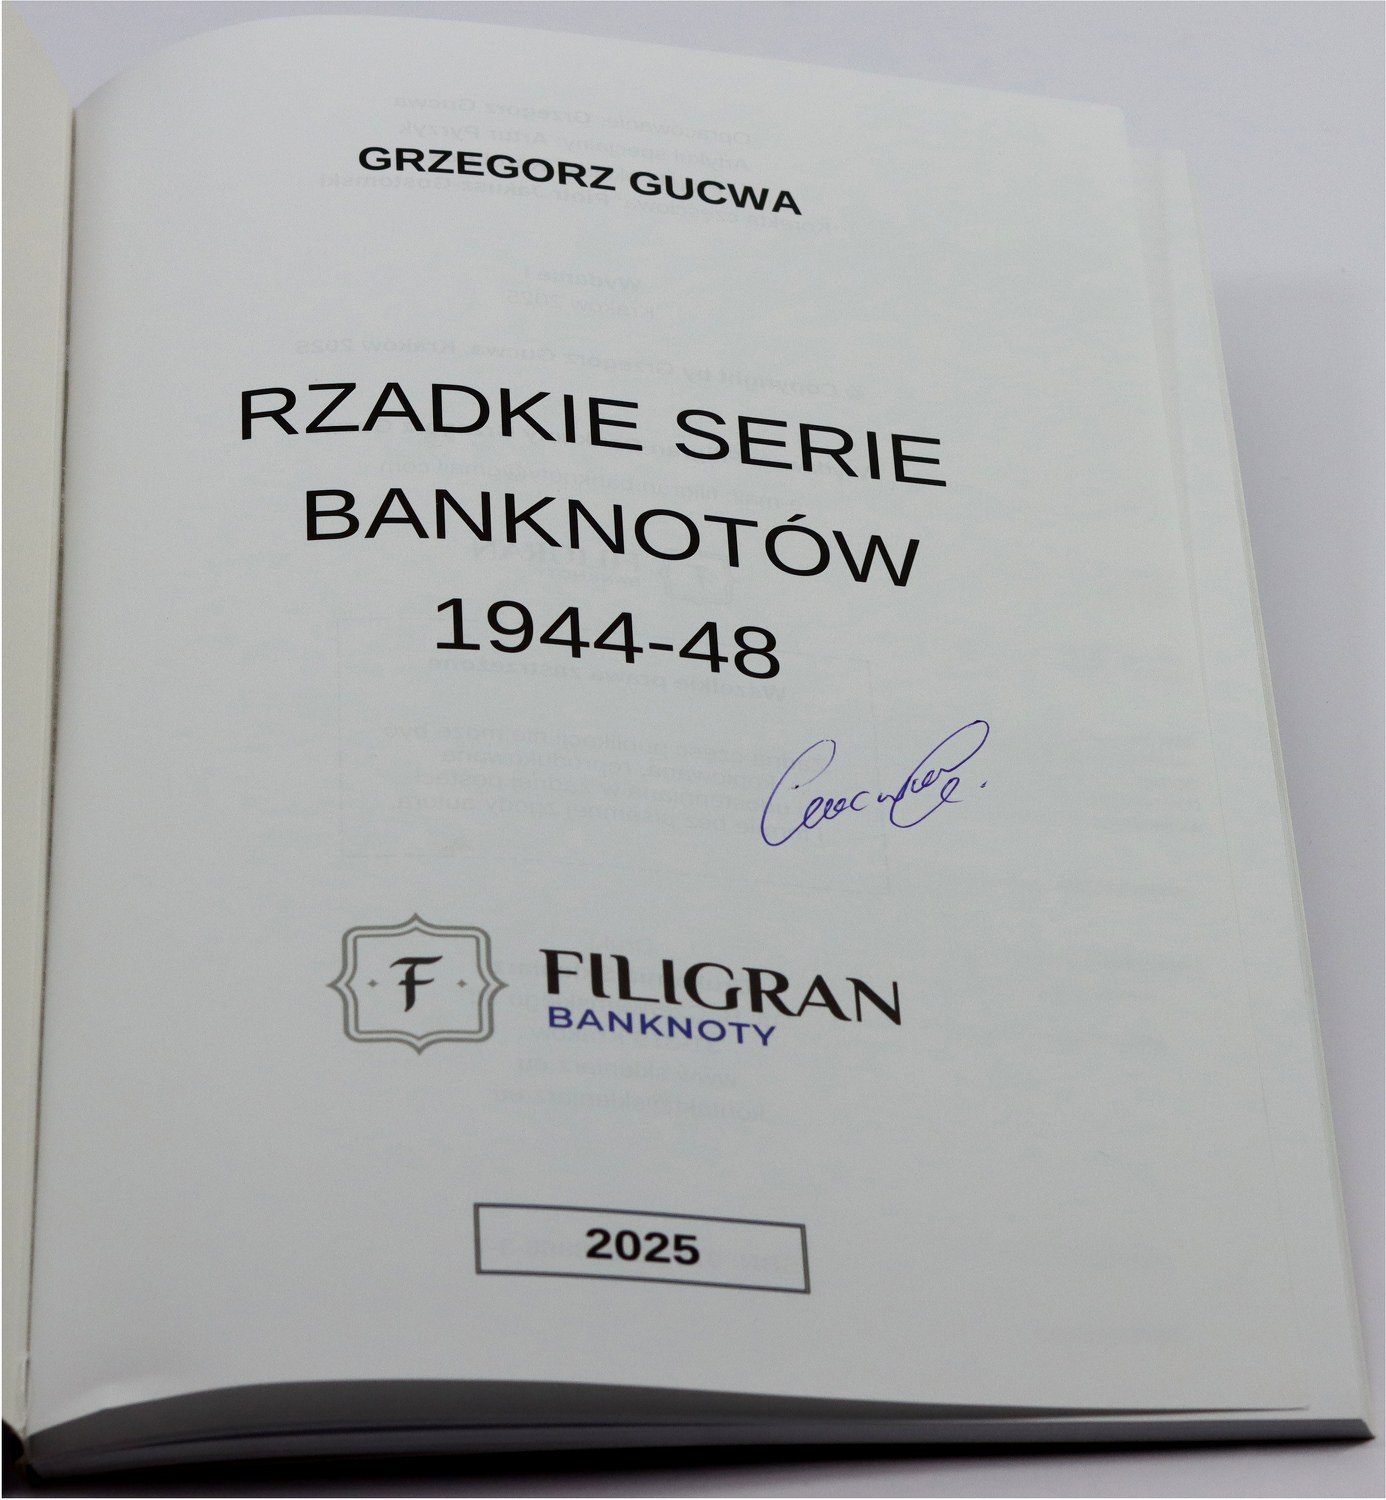 GRZEGORZ GUCWA
RZADKIE SERIE
BANKNOTÓW
1944-48
F
FILIGRAN
BANKNOTY
2025